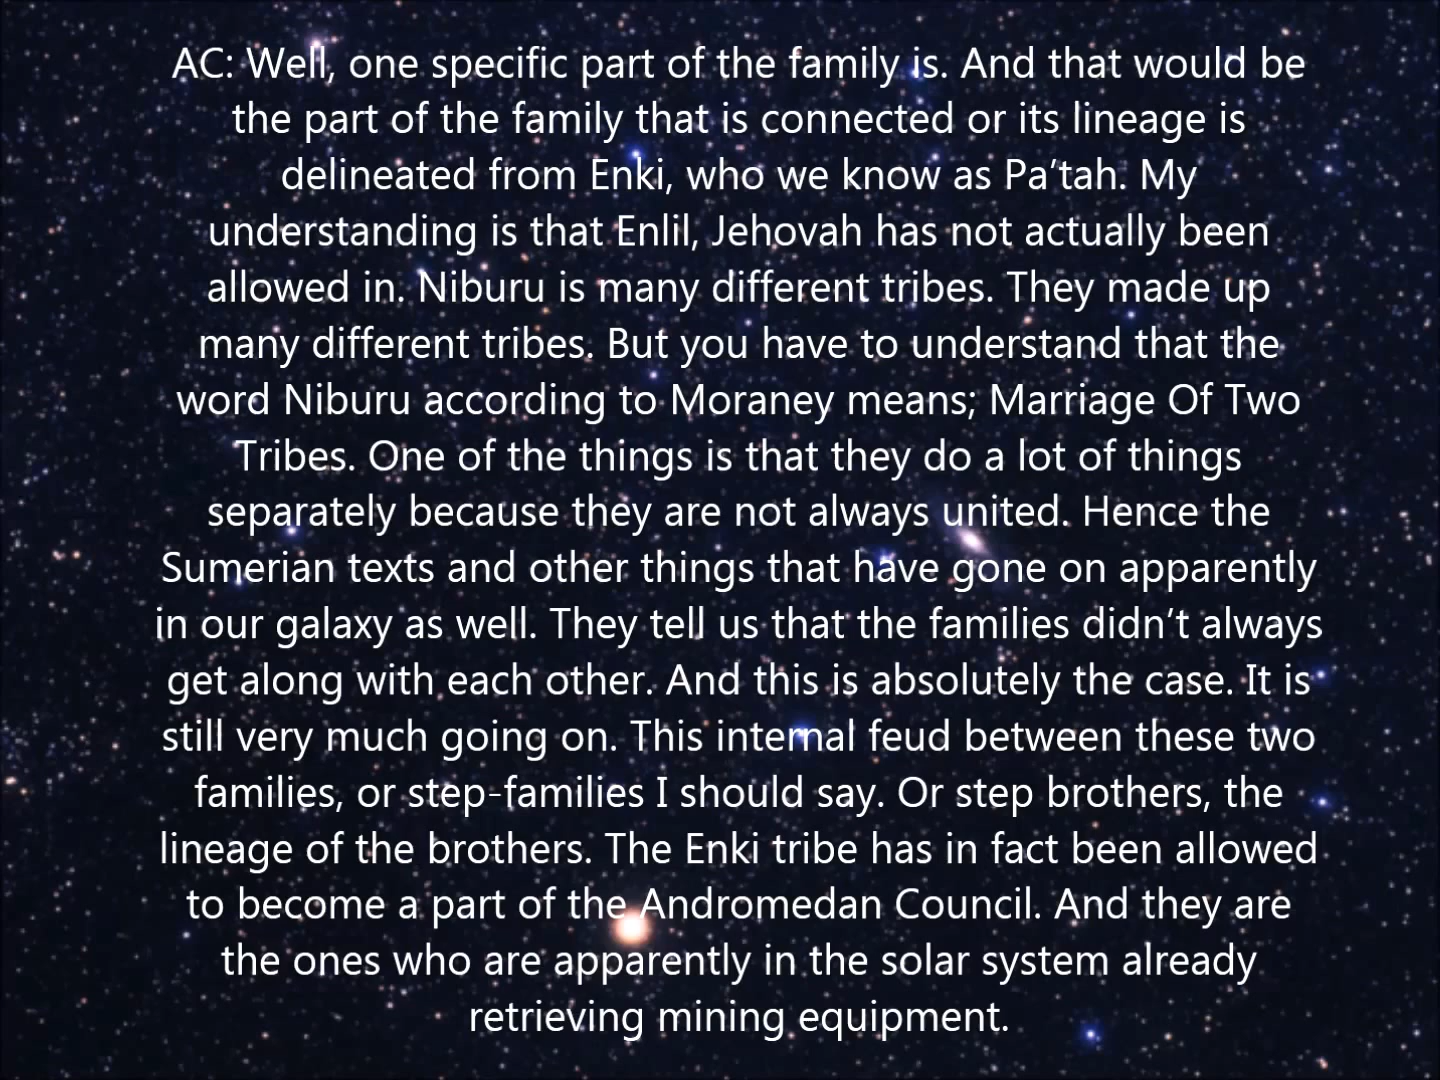 AC: Well, one specific part of the family is. And that would be
the part of the family that is connected or its lineage is
delineated from Enki, who we know as Pa’tah. My
understanding is that Enlil, Jehovah has not actually been
allowed in. Niburu is many different tribes. They made up
many different tribes. But you have to understand that the
word Niburu according to Moraney means; Marriage Of Two
Tribes. One of the things is that they do a lot of things
separately because they are not always united. Hence the
Sumerian texts and other things that have gone on apparently
in our galaxy as well. They tell us that the families didn’t always
get along with each other. And this is absolutely the case. It is
still very much going on. This internal feud between these two
families, or step-families I should say. Or step brothers, the
lineage of the brothers. The Enki tribe has in fact been allowed
to become a part of the Andromedan Council. And they are
the ones who are apparently in the solar system already
retrieving mining equipment.